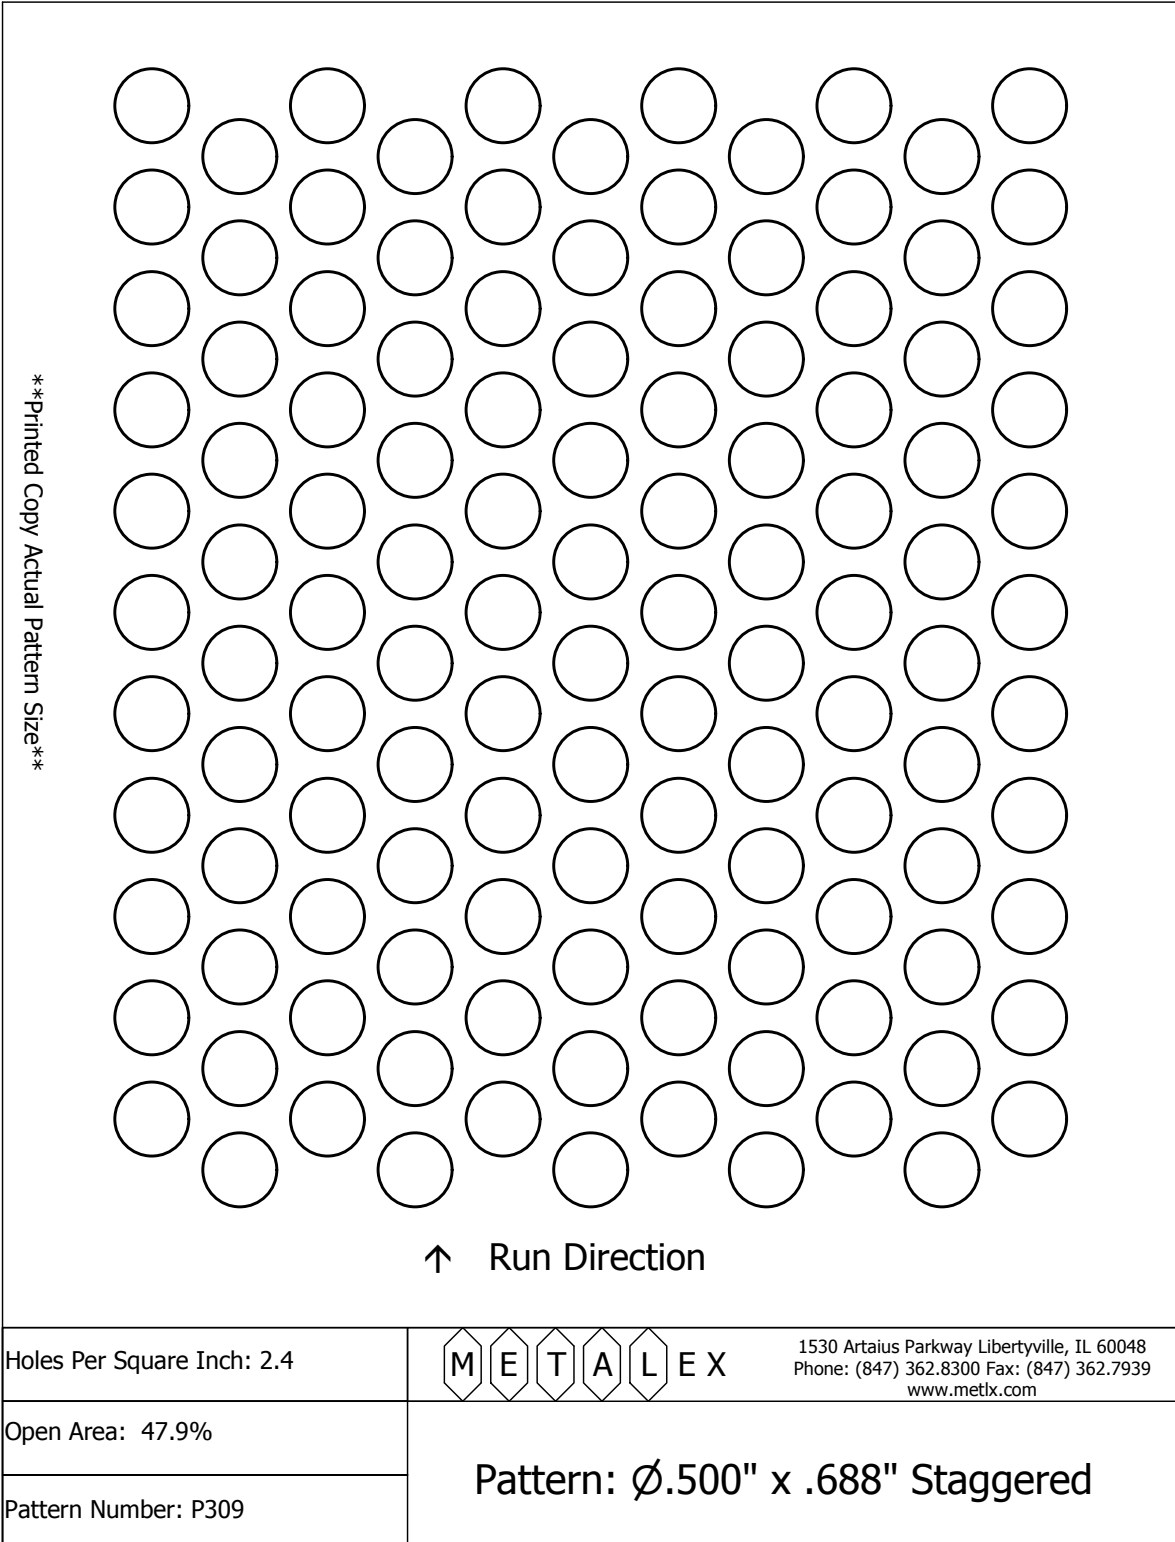 **Printed Copy Actual Pattern Size**
↑ Run Direction
Holes Per Square Inch: 2.4
METALEX
1530 Artaius Parkway Libertyville, IL 60048
Phone: (847) 362.8300 Fax: (847) 362.7939
www.metlx.com
Open Area: 47.9%
Pattern: Ø.500" x .688" Staggered
Pattern Number: P309